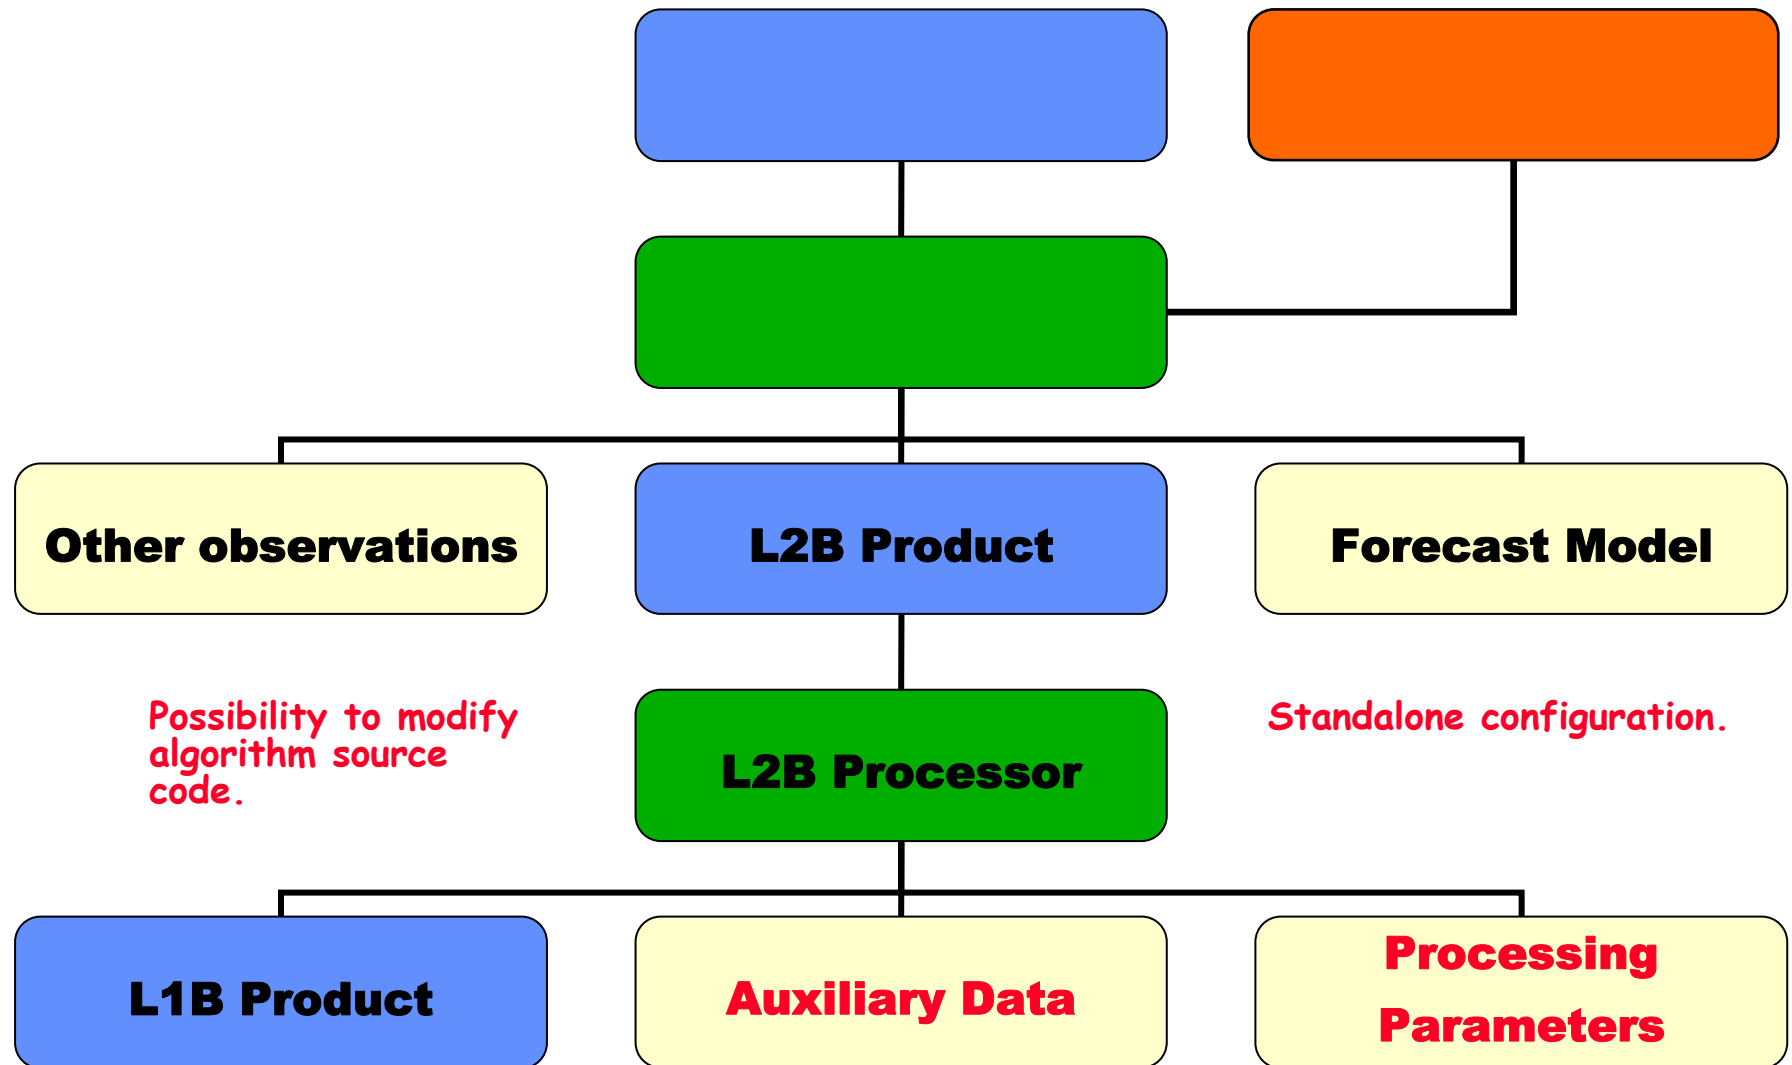 Other observations
L2B Product
Forecast Model
Possibility to modify
algorithm source
code.
Standalone configuration.
L2B Processor
L1B Product
Auxiliary Data
Processing
Parameters